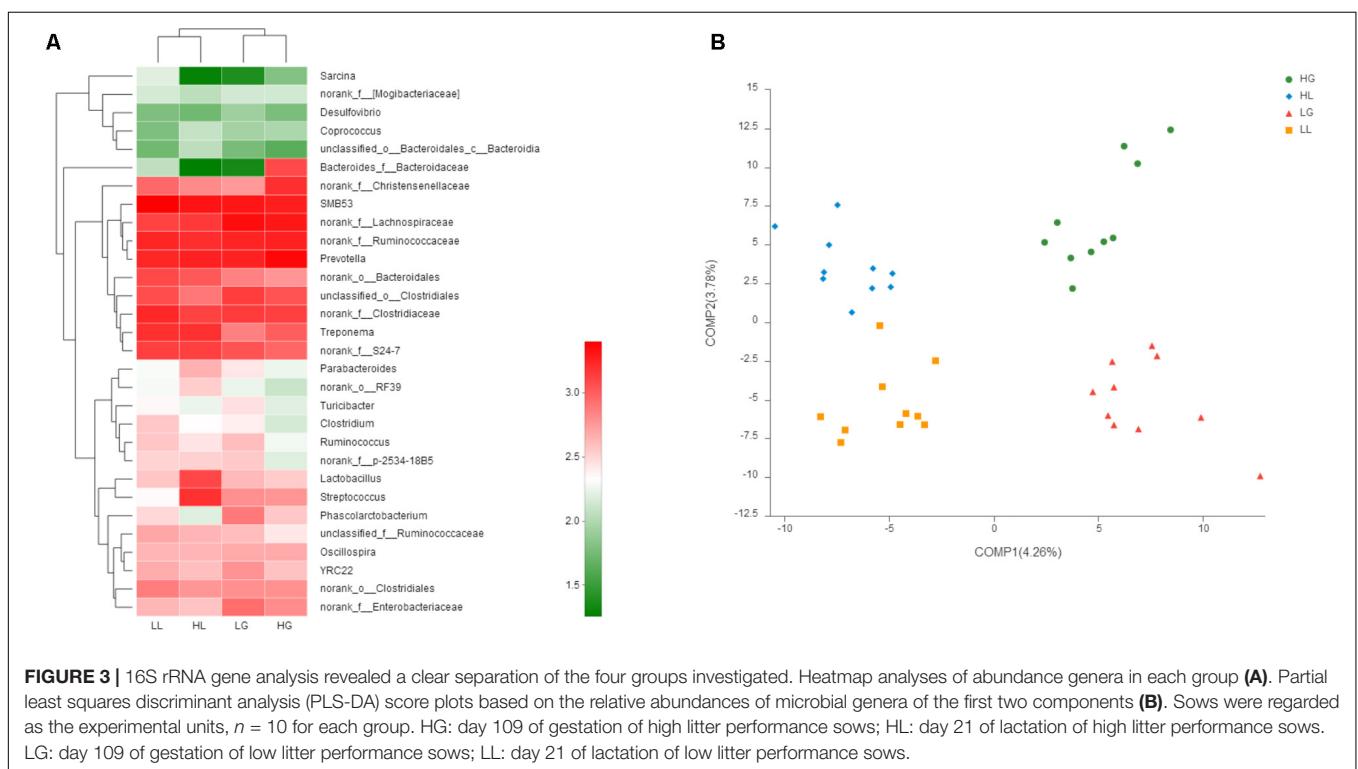 A
Sarcina
norank_f__[Mogibacteriaceae]
Desulfovibrio
Coprococcus
unclassified_o__Bacteroidales_c__Bacteroidia
Bacteroides_f__Bacteroidaceae
norank_f__Christensenellaceae
SMB53
norank_f__Lachnospiraceae
norank_f__Ruminococcaceae
Prevotella
norank_o__Bacteroidales
unclassified_o__Clostridiales
norank_f__Clostridiaceae
Treponema
norank_f__S24-7
Parabacteroides
norank_o__RF39
Turicibacter
Clostridium
Ruminococcus
norank_f__p-2534-18B5
Lactobacillus
Streptococcus
Phascolarctobacterium
unclassified_f__Ruminococcaceae
Oscillospira
YRC22
norank_o__Clostridiales
norank_f__Enterobacteriaceae
LL HL LG HG
3.0
2.5
2.0
1.5
B
15
12.5
10
7.5
5
2.5
0
-2.5
-5
-7.5
-10
-12.5
COMP2(3.78%)
-10 -5 0 5 10
COMP1(4.26%)
HG
HL
LG
LL
FIGURE 3 | 16S rRNA gene analysis revealed a clear separation of the four groups investigated. Heatmap analyses of abundance genera in each group (A). Partial
least squares discriminant analysis (PLS-DA) score plots based on the relative abundances of microbial genera of the first two components (B). Sows were regarded
as the experimental units, n = 10 for each group. HG: day 109 of gestation of high litter performance sows; HL: day 21 of lactation of high litter performance sows.
LG: day 109 of gestation of low litter performance sows; LL: day 21 of lactation of low litter performance sows.